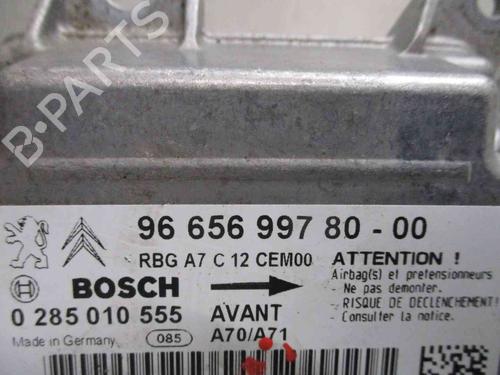 B-PARTS
96 656 997 80 - 00
RBG A7 C 12 CEM00
ATTENTION !
Airbag(s) et pretensionneurs
- Ne pas demonter.
- RISQUE DE DECLENCHEMENT!
- Consulter la notice.
BOSCH
0 285 010 555
AVANT
Made in Germany
085
A70/A71